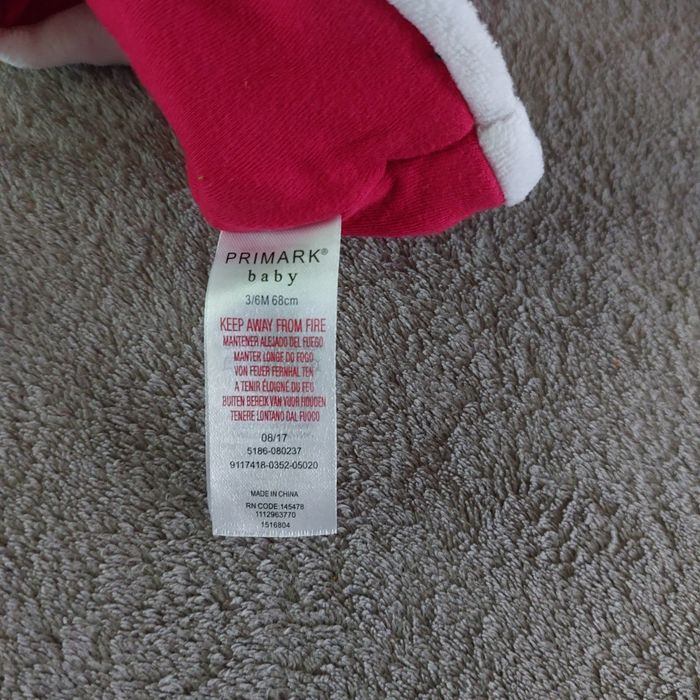 PRIMARK®
baby
3/6M 68cm
KEEP AWAY FROM FIRE
MANTENER ALEJADO DEL FUEGO
MANTER LONGE DO FOGO
VON FEUER FERNHAL TEN
A TENIR ÉLOIGNÉ DU FEU
BUITEN BEREIK VAN VUUR HOUDEN
TENERE LONTANO DAL FUOCO
08/17
5186-080237
9117418-0352-05020
MADE IN CHINA
RN CODE:145478
1112963770
1516804